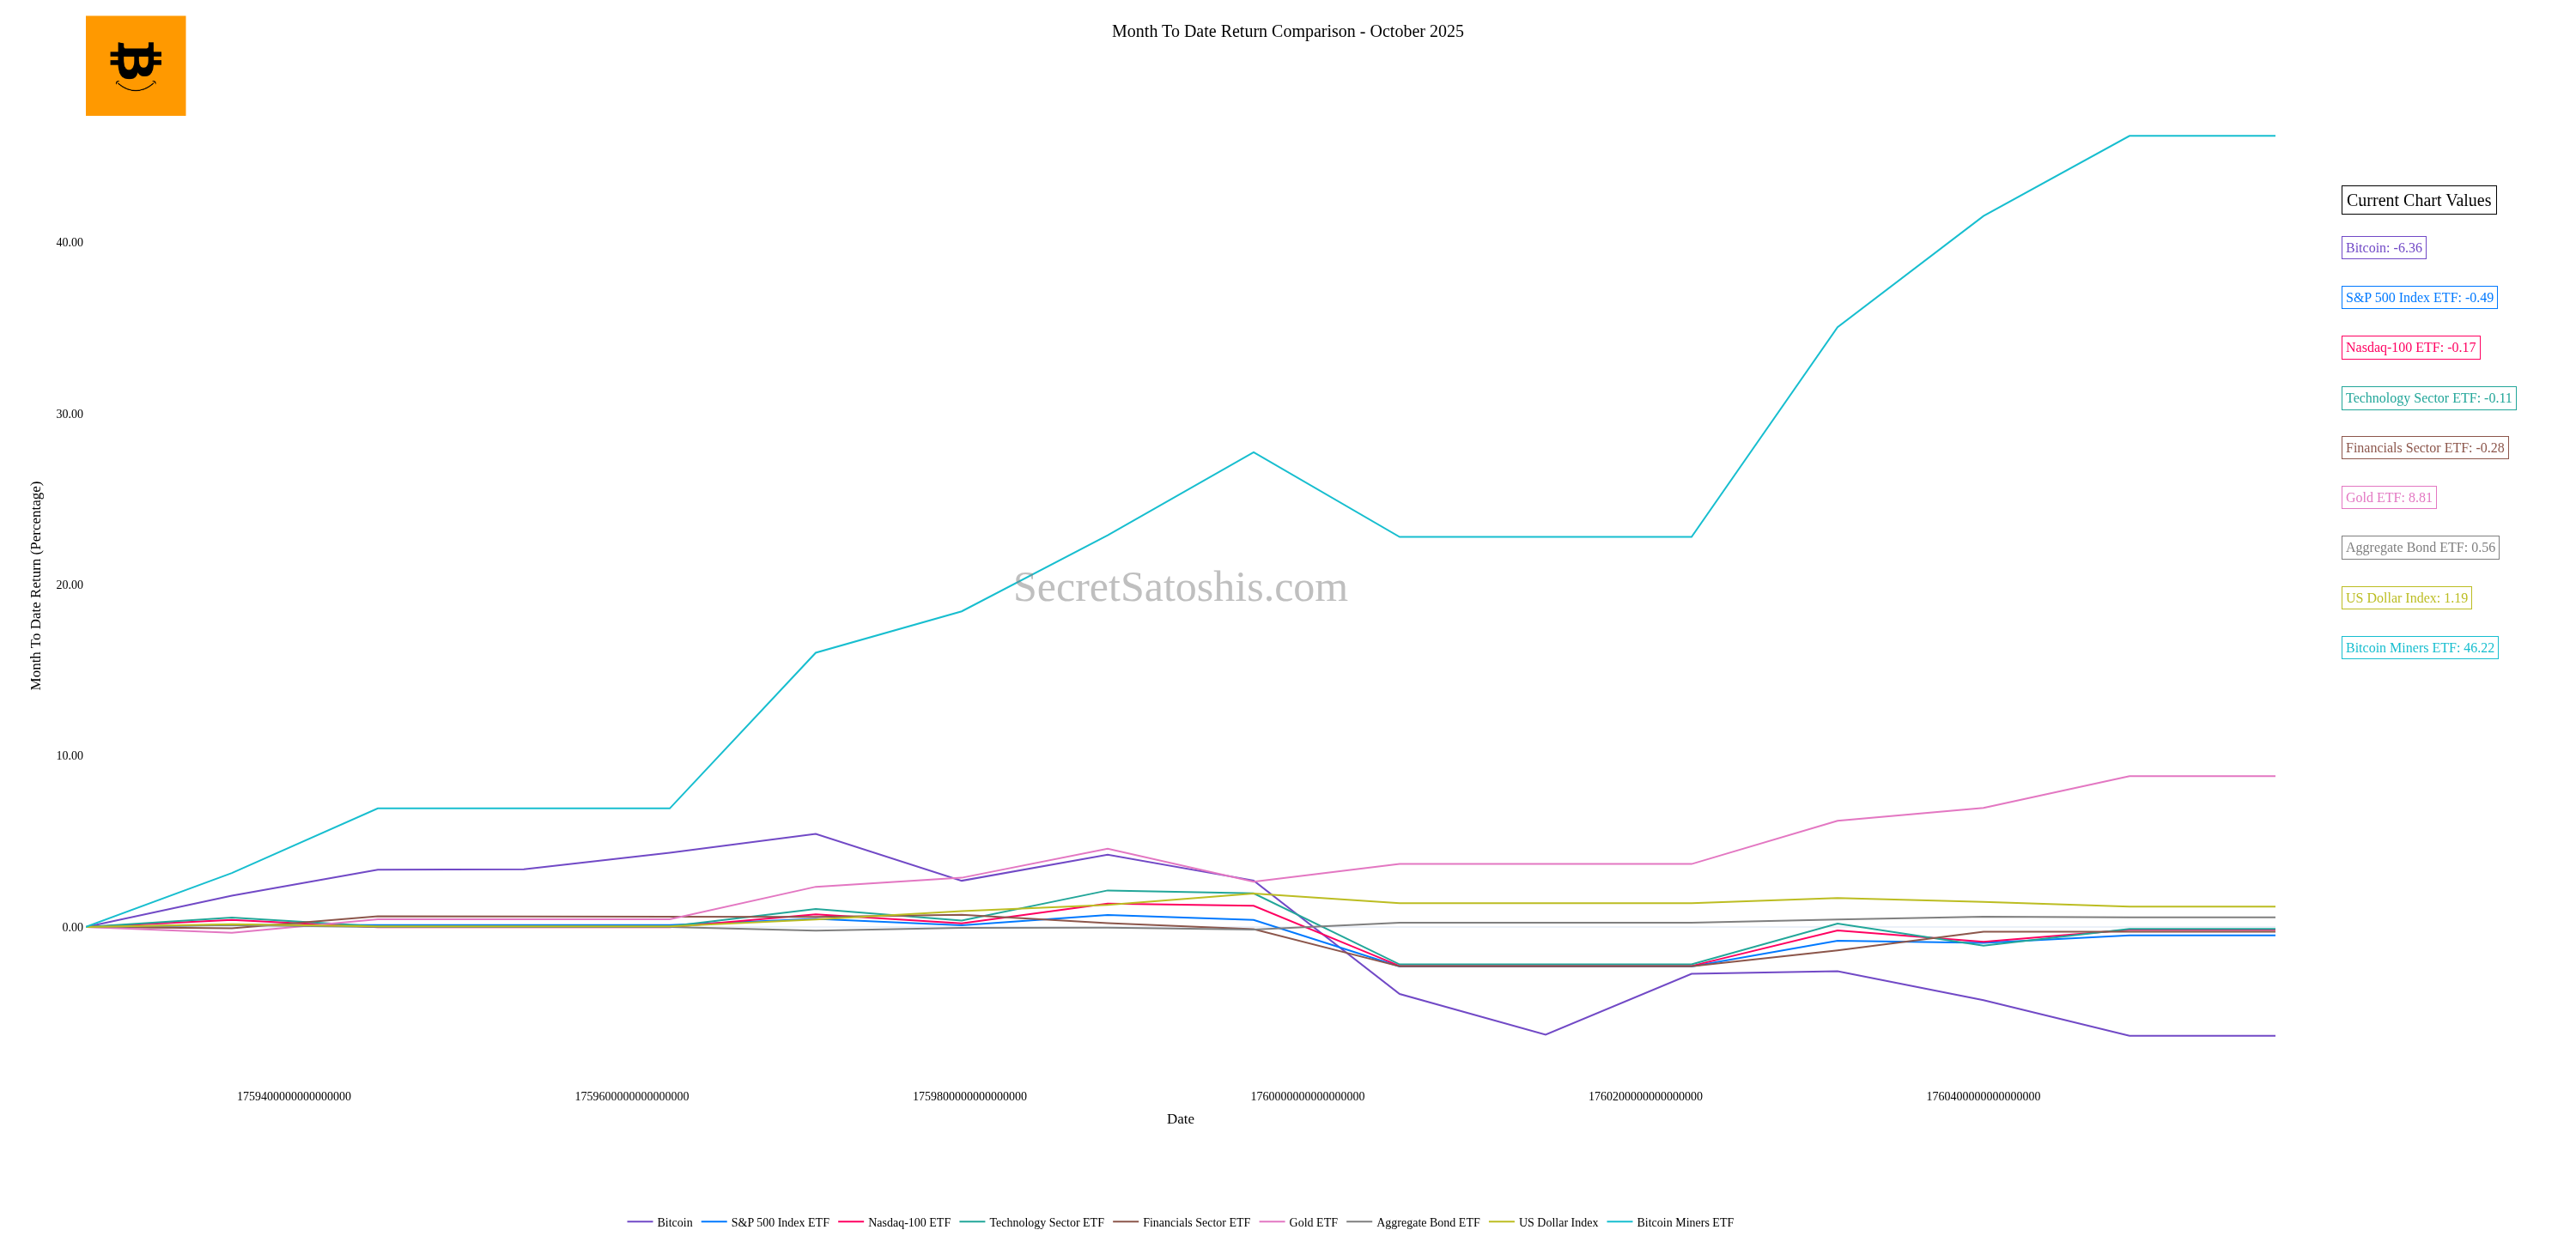 Month To Date Return Comparison - October 2025
Current Chart Values
Bitcoin: -6.36
S&P 500 Index ETF: -0.49
Nasdaq-100 ETF: -0.17
Technology Sector ETF: -0.11
Financials Sector ETF: -0.28
Gold ETF: 8.81
Aggregate Bond ETF: 0.56
US Dollar Index: 1.19
Bitcoin Miners ETF: 46.22
Month To Date Return (Percentage)
40.00
30.00
20.00
10.00
0.00
SecretSatoshis.com
1759400000000000000 1759600000000000000 1759800000000000000 1760000000000000000 1760200000000000000 1760400000000000000
Date
Bitcoin S&P 500 Index ETF Nasdaq-100 ETF Technology Sector ETF Financials Sector ETF Gold ETF Aggregate Bond ETF US Dollar Index Bitcoin Miners ETF